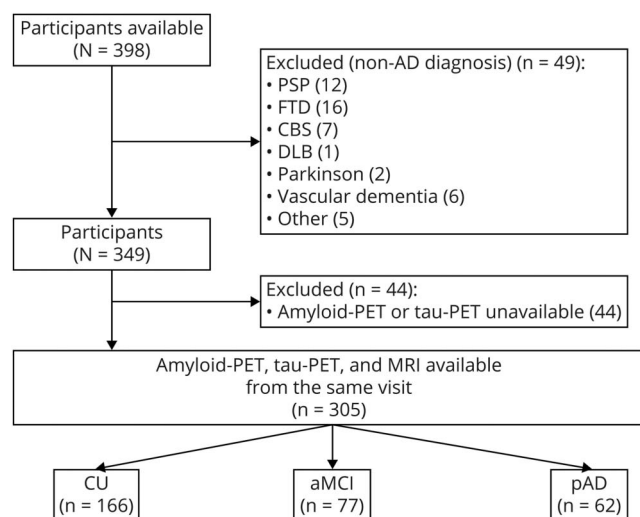 Participants available
(N = 398)
Excluded (non-AD diagnosis) (n = 49):
• PSP (12)
• FTD (16)
• CBS (7)
• DLB (1)
• Parkinson (2)
• Vascular dementia (6)
• Other (5)
Participants
(N = 349)
Excluded (n = 44):
• Amyloid-PET or tau-PET unavailable (44)
Amyloid-PET, tau-PET, and MRI available
from the same visit
(n = 305)
CU
(n = 166)
aMCI
(n = 77)
pAD
(n = 62)